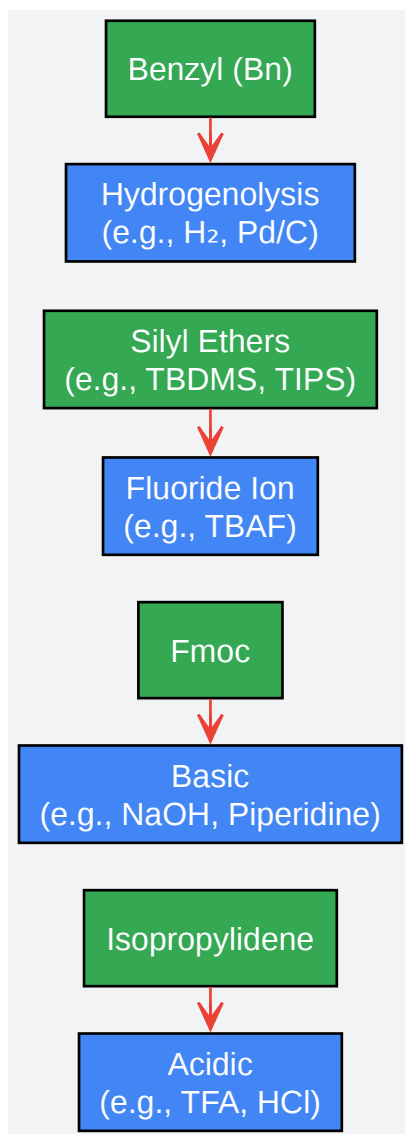 Benzyl (Bn)
Hydrogenolysis
(e.g., H₂, Pd/C)
Silyl Ethers
(e.g., TBDMS, TIPS)
Fluoride Ion
(e.g., TBAF)
Fmoc
Basic
(e.g., NaOH, Piperidine)
Isopropylidene
Acidic
(e.g., TFA, HCl)